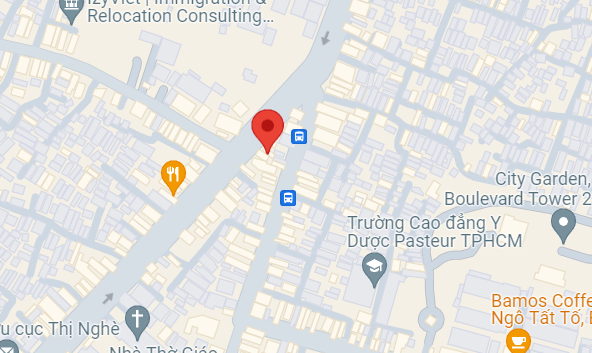 IzyViet | Immigration &
Relocation Consulting...
City Garden,
Boulevard Tower 2
Trường Cao đẳng Y
Dược Pasteur TPHCM
Bamos Coffe
Ngô Tất Tố, B
cục Thị Nghè
Nhà Thờ Giáo